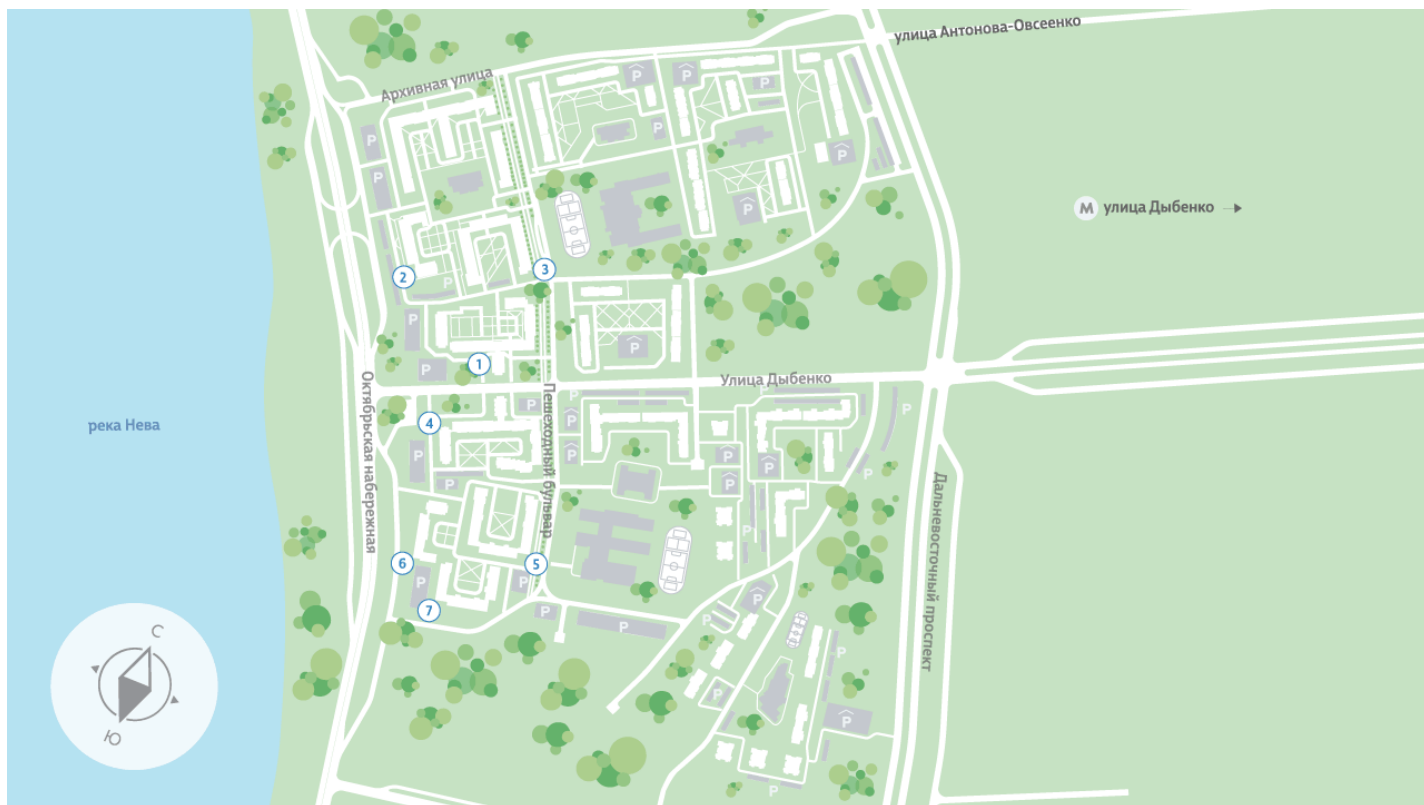 улица Антонова-Овсеенко
Архивная улица
P
P
P
P
P
P
P
P
М улица Дыбенко
P
2
3
P
P
P
1
P
Улица Дыбенко
P
Октябрьская набережная
Пешеходный бульвар
река Нева
4
P
P
P
P
P
P
P
P
P
P
Дальневосточный проспект
P
P
6
5
P
P
7
P
P
P
P
С
Ю
P
P
P
P
P